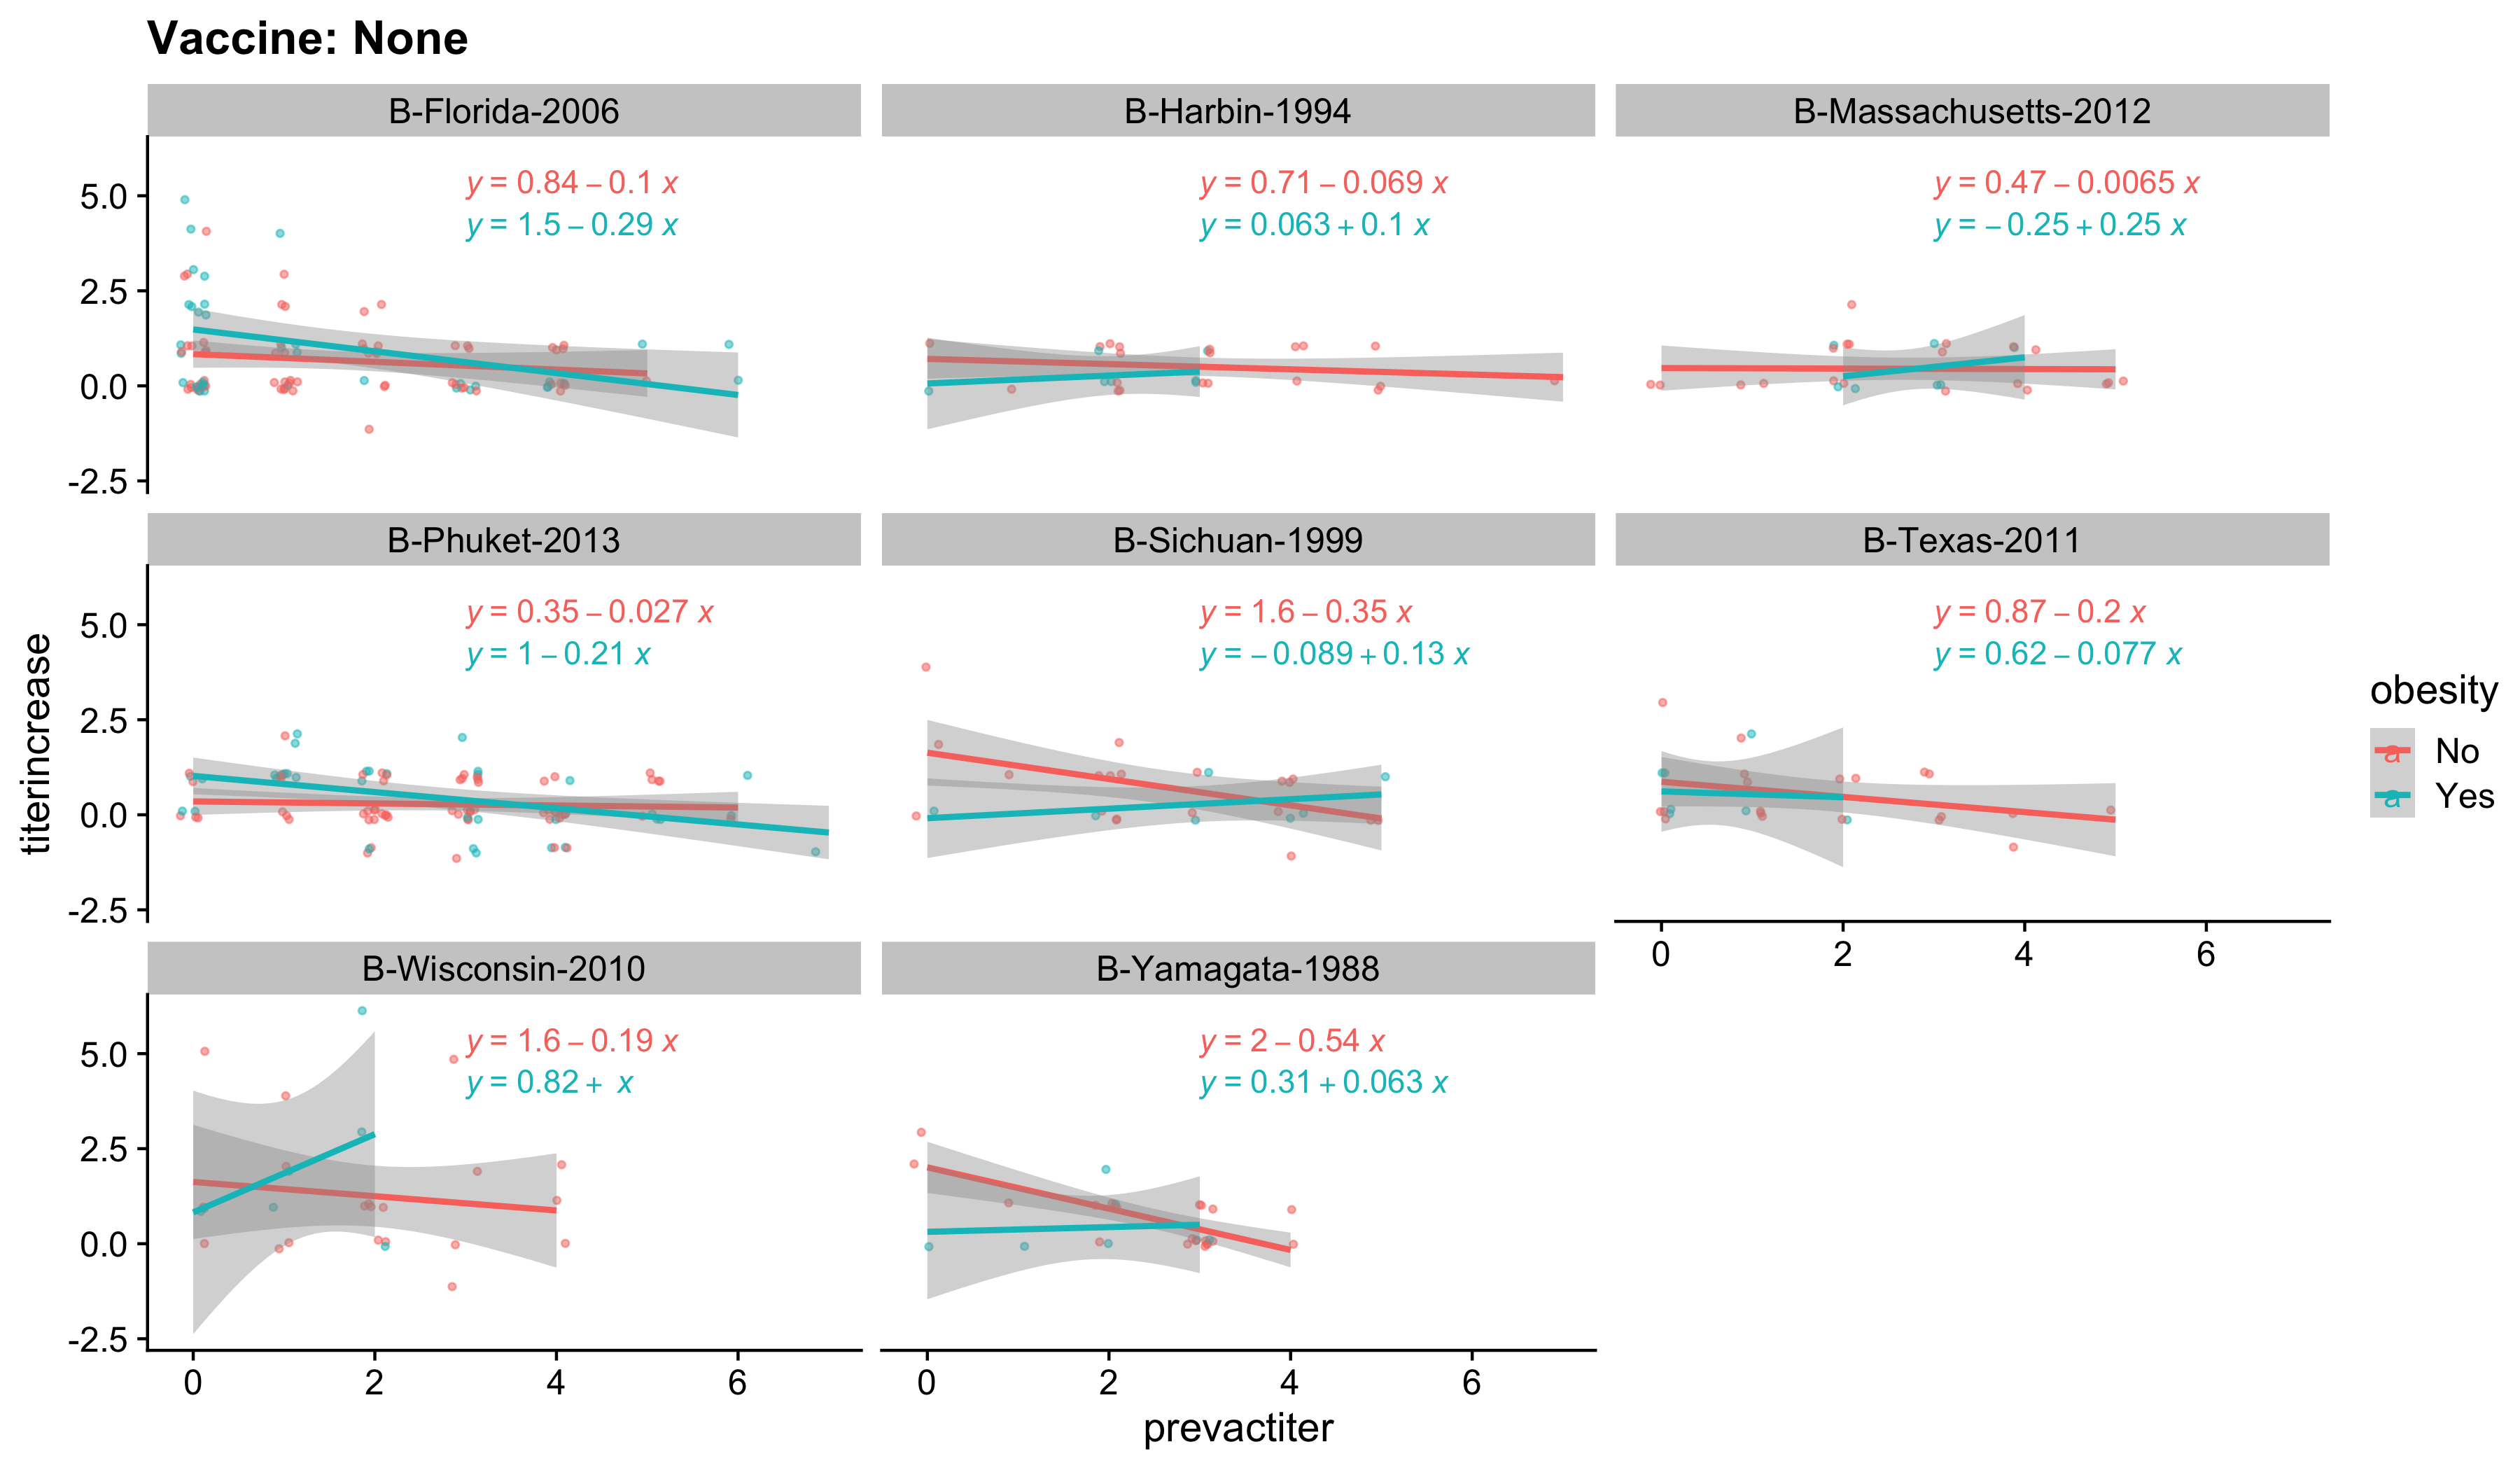 Vaccine: None
B-Florida-2006
B-Harbin-1994
B-Massachusetts-2012
y = 0.84 – 0.1 x
y = 1.5 – 0.29 x
y = 0.71 – 0.069 x
y = 0.063 + 0.1 x
y = 0.47 – 0.0065 x
y = – 0.25 + 0.25 x
5.0
2.5
0.0
-2.5
B-Phuket-2013
B-Sichuan-1999
B-Texas-2011
y = 0.35 – 0.027 x
y = 1 – 0.21 x
y = 1.6 – 0.35 x
y = – 0.089 + 0.13 x
y = 0.87 – 0.2 x
y = 0.62 – 0.077 x
5.0
2.5
0.0
-2.5
0 2 4 6
B-Wisconsin-2010
B-Yamagata-1988
y = 1.6 – 0.19 x
y = 0.82 + x
y = 2 – 0.54 x
y = 0.31 + 0.063 x
5.0
2.5
0.0
-2.5
0 2 4 6
0 2 4 6
titerincrease
prevactiter
obesity
a No
a Yes